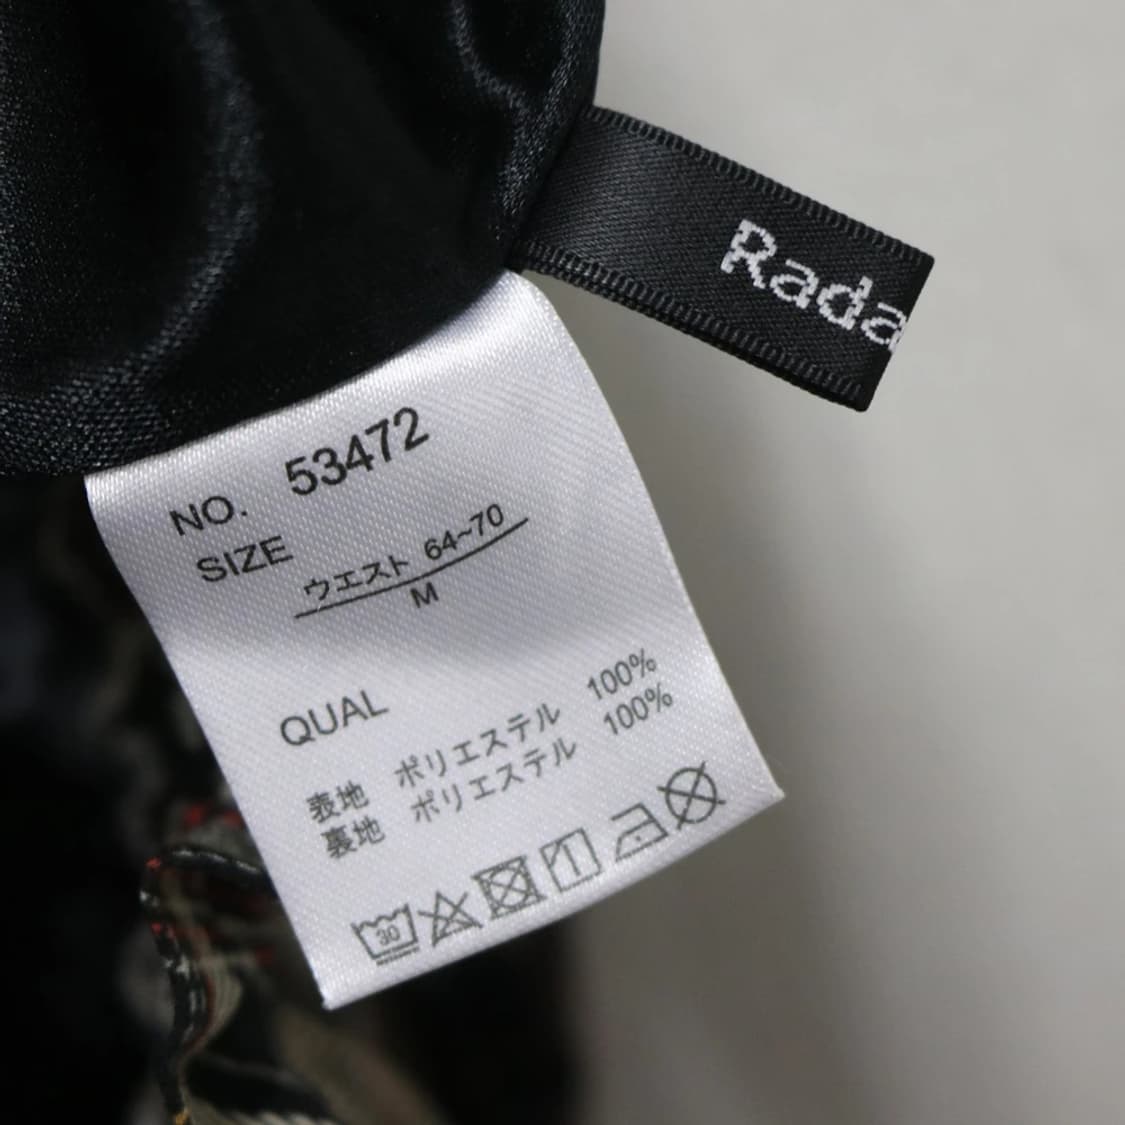 Rada
NO. 53472
SIZE
ウエスト 64~70
M
QUAL
表地 ポリエステル 100%
裏地 ポリエステル 100%
30